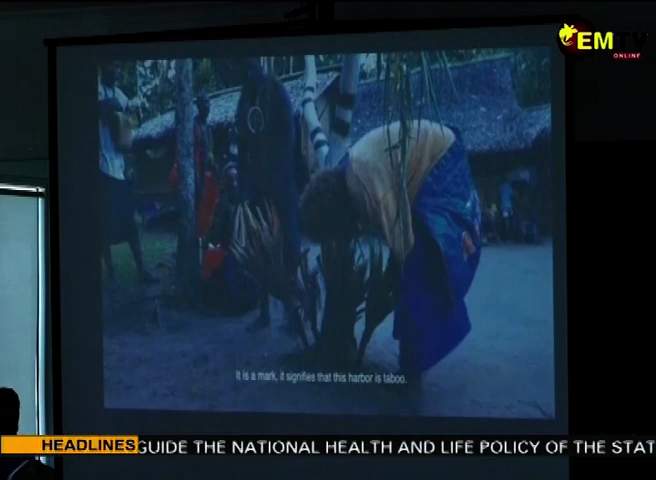 EMTV
ONLINE
It is a mark, it signifies that this harbor is taboo.
HEADLINES
GUIDE THE NATIONAL HEALTH AND LIFE POLICY OF THE STAT